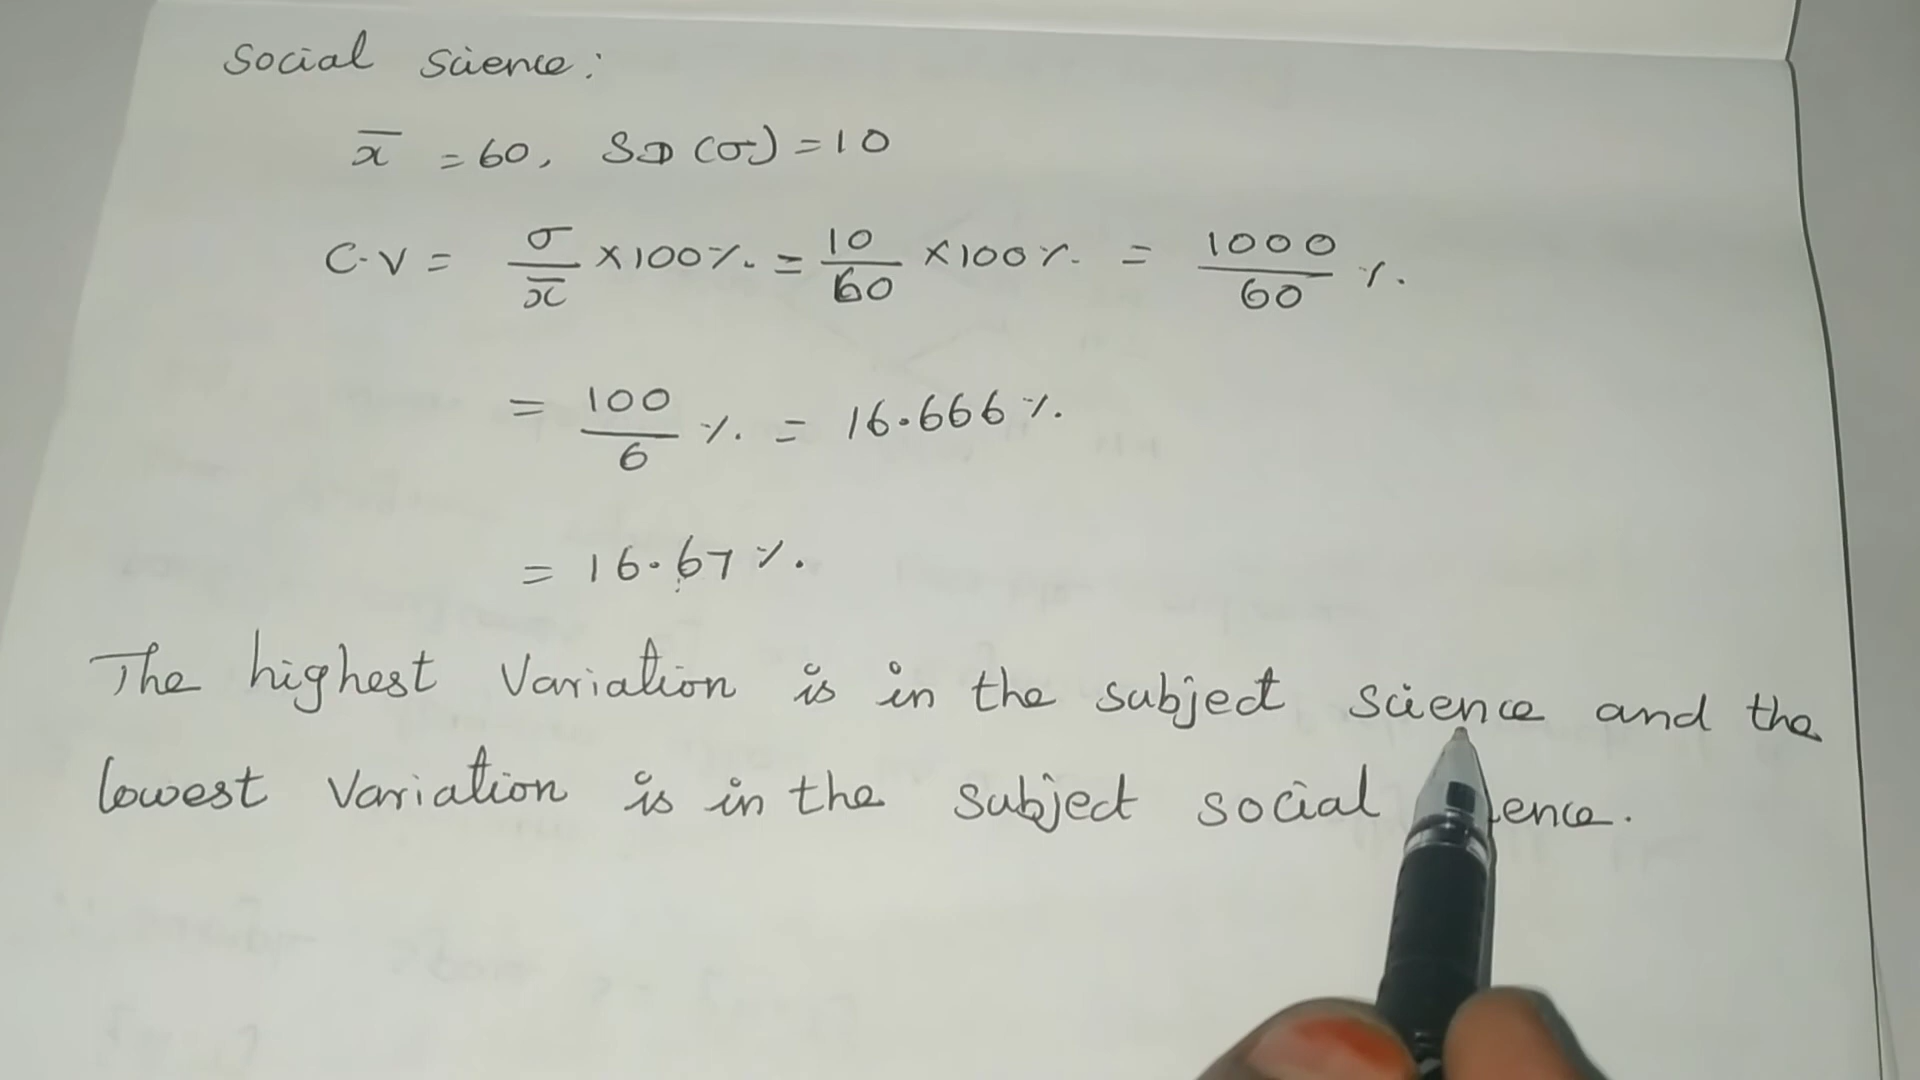 Social Science:
x̄ = 60, SD (σ) = 10
C.V = σ/x̄ ×100%. = 10/60 ×100%. = 1000/60 %.
= 100/6 %. = 16.666%.
= 16.67%.
The highest Variation is in the subject science and the
lowest Variation is in the subject social ence.